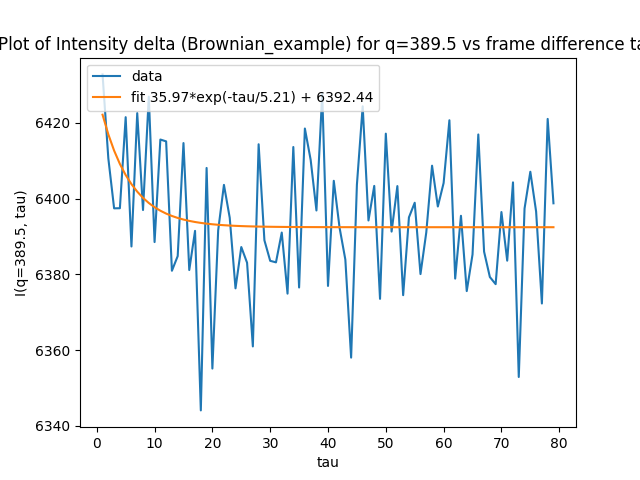 Plot of Intensity delta (Brownian_example) for q=389.5 vs frame difference ta
data
fit 35.97*exp(-tau/5.21) + 6392.44
I(q=389.5, tau)
6420
6400
6380
6360
6340
0 10 20 30 40 50 60 70 80
tau